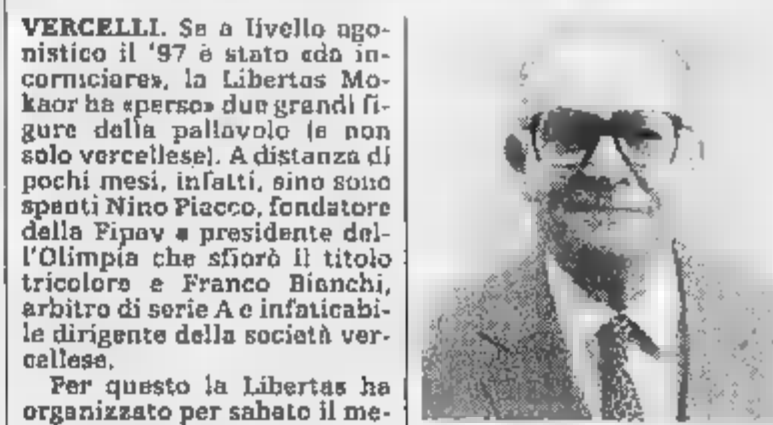 VERCELLI. Se a livello ago-
nistico il '97 è stato «da in-
corniciare», la Libertas Mo-
kaor ha «perso» due grandi fi-
gure della pallavolo (e non
solo vercellese). A distanza di
pochi mesi, infatti, sino sono
spenti Nino Piacco, fondatore
della Fipav e presidente del-
l'Olimpia che sfiorò il titolo
tricolore e Franco Bianchi,
arbitro di serie A e infaticabi-
le dirigente della società ver-
cellese.
Per questo la Libertas ha
organizzato per sabato il me-